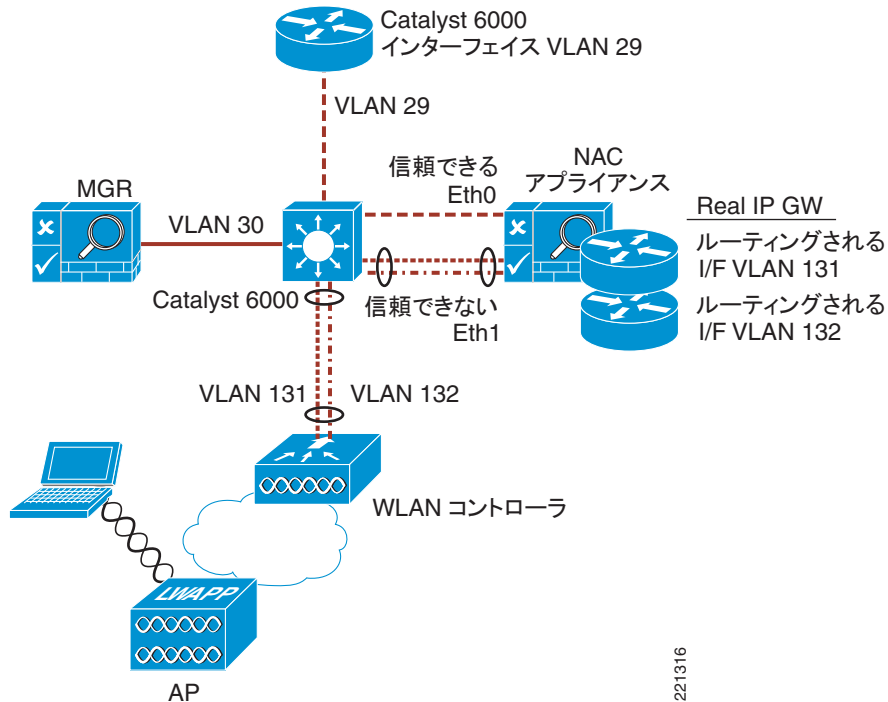 Catalyst 6000
インターフェイス VLAN 29
VLAN 29
信頼できる
Eth0
NAC
アプライアンス
MGR
VLAN 30
Real IP GW
ルーティングされる
I/F VLAN 131
Catalyst 6000
信頼できない
Eth1
ルーティングされる
I/F VLAN 132
VLAN 131
VLAN 132
WLAN コントローラ
LWAPP
AP
221316